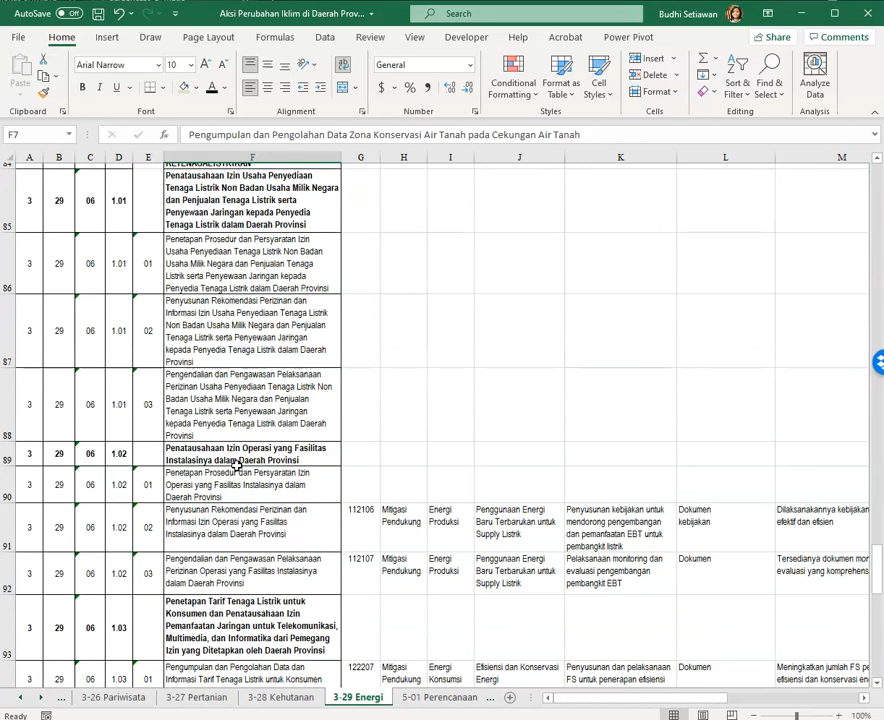 AutoSave Off Aksi Perubahan Iklim di Daerah Prov... Search Budhi Setiawan
File Home Insert Draw Page Layout Formulas Data Review View Developer Help Acrobat Power Pivot Share Comments
Paste Arial Narrow 10 General Conditional Formatting Format as Table Cell Styles Insert Delete Format Sort & Filter Find & Select Analyze Data
Clipboard Font Alignment Number Styles Cells Editing Analysis
F7 fx Pengumpulan dan Pengolahan Data Zona Konservasi Air Tanah pada Cekungan Air Tanah
A B C D E F G H I J K L M
KETENAGALISTRIKAN
Penatausahaan Izin Usaha Penyediaan
Tenaga Listrik Non Badan Usaha Milik Negara
85 3 29 06 1.01 dan Penjualan Tenaga Listrik serta
Penyewaan Jaringan kepada Penyedia
Tenaga Listrik dalam Daerah Provinsi
Penetapan Prosedur dan Persyaratan Izin
Usaha Penyediaan Tenaga Listrik Non Badan
86 3 29 06 1.01 01 Usaha Milik Negara dan Penjualan Tenaga
Listrik serta Penyewaan Jaringan kepada
Penyedia Tenaga Listrik dalam Daerah Provinsi
Penyusunan Rekomendasi Perizinan dan
Informasi Izin Usaha Penyediaan Tenaga Listrik
87 3 29 06 1.01 02 Non Badan Usaha Milik Negara dan Penjualan
Tenaga Listrik serta Penyewaan Jaringan
kepada Penyedia Tenaga Listrik dalam Daerah
Provinsi
Pengendalian dan Pengawasan Pelaksanaan
Perizinan Usaha Penyediaan Tenaga Listrik Non
88 3 29 06 1.01 03 Badan Usaha Milik Negara dan Penjualan
Tenaga Listrik serta Penyewaan Jaringan
kepada Penyedia Tenaga Listrik dalam Daerah
Provinsi
89 3 29 06 1.02 Penatausahaan Izin Operasi yang Fasilitas
Instalasinya dalam Daerah Provinsi
Penetapan Prosedur dan Persyaratan Izin
90 3 29 06 1.02 01 Operasi yang Fasilitas Instalasinya dalam
Daerah Provinsi
Penyusunan Rekomendasi Perizinan dan 112106 Mitigasi Energi Penggunaan Energi Penyusunan kebijakan untuk Dokumen Dilaksanakannya kebijakan
91 3 29 06 1.02 02 Informasi Izin Operasi yang Fasilitas Pendukung Produksi Baru Terbarukan untuk mendorong pengembangan kebijakan efektif dan efisien
Instalasinya dalam Daerah Provinsi Supply Listrik dan pemanfaatan EBT untuk
pembangkit listrik
Pengendalian dan Pengawasan Pelaksanaan 112107 Mitigasi Energi Penggunaan Energi Pelaksanaan monitoring dan Dokumen Tersedianya dokumen mon
92 3 29 06 1.02 03 Perizinan Operasi yang Fasilitas Instalasinya Pendukung Produksi Baru Terbarukan untuk evaluasi pengembangan evaluasi yang komprehens
dalam Daerah Provinsi Supply Listrik pembangkit EBT
Penetapan Tarif Tenaga Listrik untuk
Konsumen dan Penatausahaan Izin
93 3 29 06 1.03 Pemanfaatan Jaringan untuk Telekomunikasi,
Multimedia, dan Informatika dari Pemegang
Izin yang Ditetapkan oleh Daerah Provinsi
Pengumpulan dan Pengolahan Data dan 122207 Mitigasi Energi Efisiensi dan Konservasi Penyusunan dan pelaksanaan Dokumen Meningkatkan jumlah FS pe
3 29 06 1.03 01 Informasi Tarif Tenaga Listrik untuk Konsumen Pendukung Konsumsi Energi FS untuk penerapan efisiensi efisiensi dan konservasi en
... 3-26 Pariwisata 3-27 Pertanian 3-28 Kehutanan 3-29 Energi 5-01 Perencanaan ...
Ready 100%